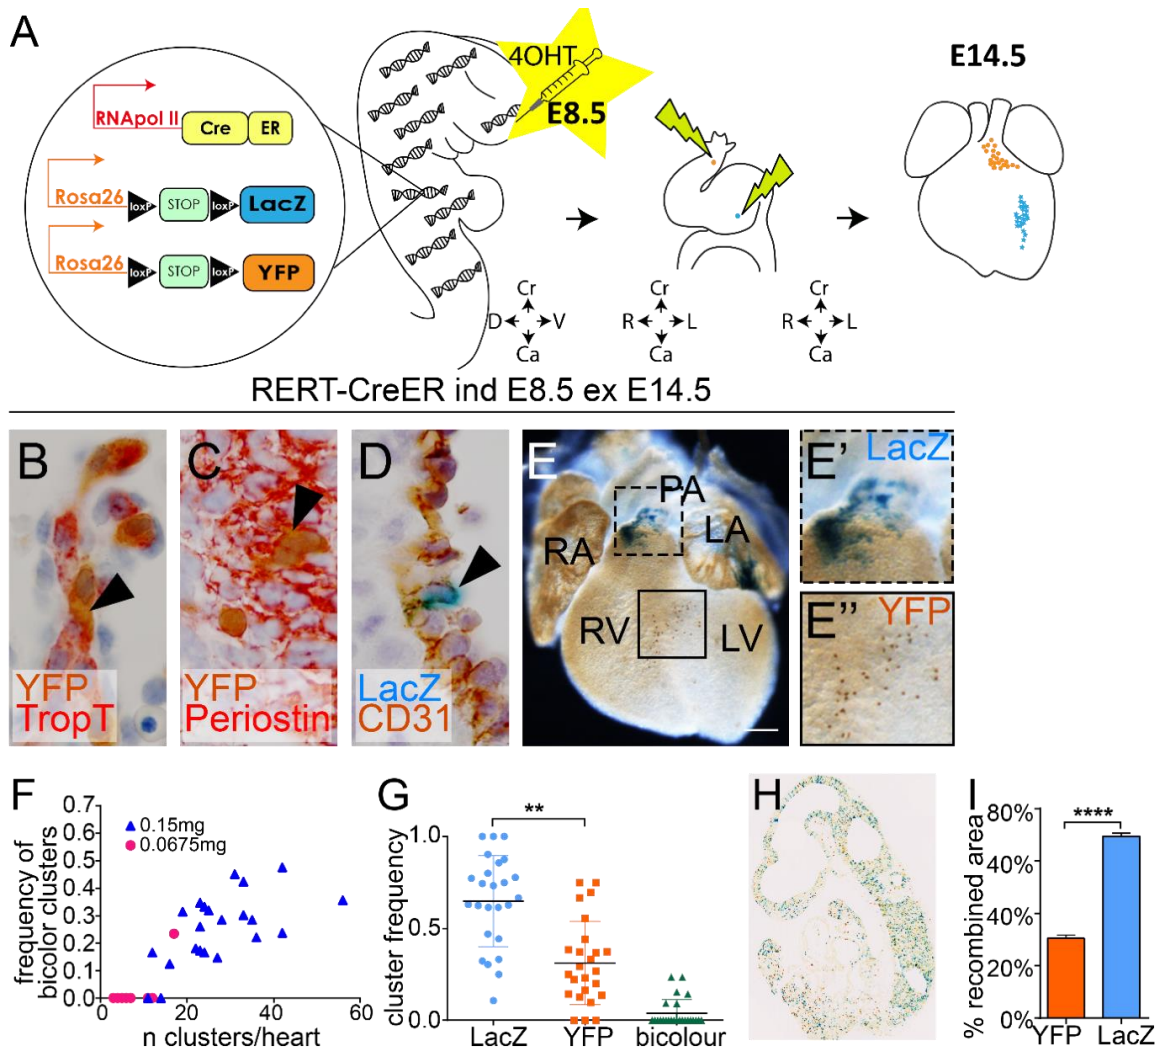 A
RNApol II
Cre
ER
Rosa26
loxP
STOP
loxP
LacZ
Rosa26
loxP
STOP
loxP
YFP
4OHT
E8.5
E14.5
Cr
D
V
Ca
Cr
R
L
Ca
Cr
R
L
Ca
RERT-CreER ind E8.5 ex E14.5
B
YFP
TropT
C
YFP
Periostin
D
LacZ
CD31
E
PA
RA
LA
RV
LV
E'
LacZ
E''
YFP
F
frequency of
bicolor clusters
0.7
0.6
0.5
0.4
0.3
0.2
0.1
0.0
0.15mg
0.0675mg
0
20
40
60
n clusters/heart
G
cluster frequency
1.0
0.5
0.0
**
LacZ
YFP
bicolour
H
I
% recombined area
80%
60%
40%
20%
0%
****
YFP
LacZ